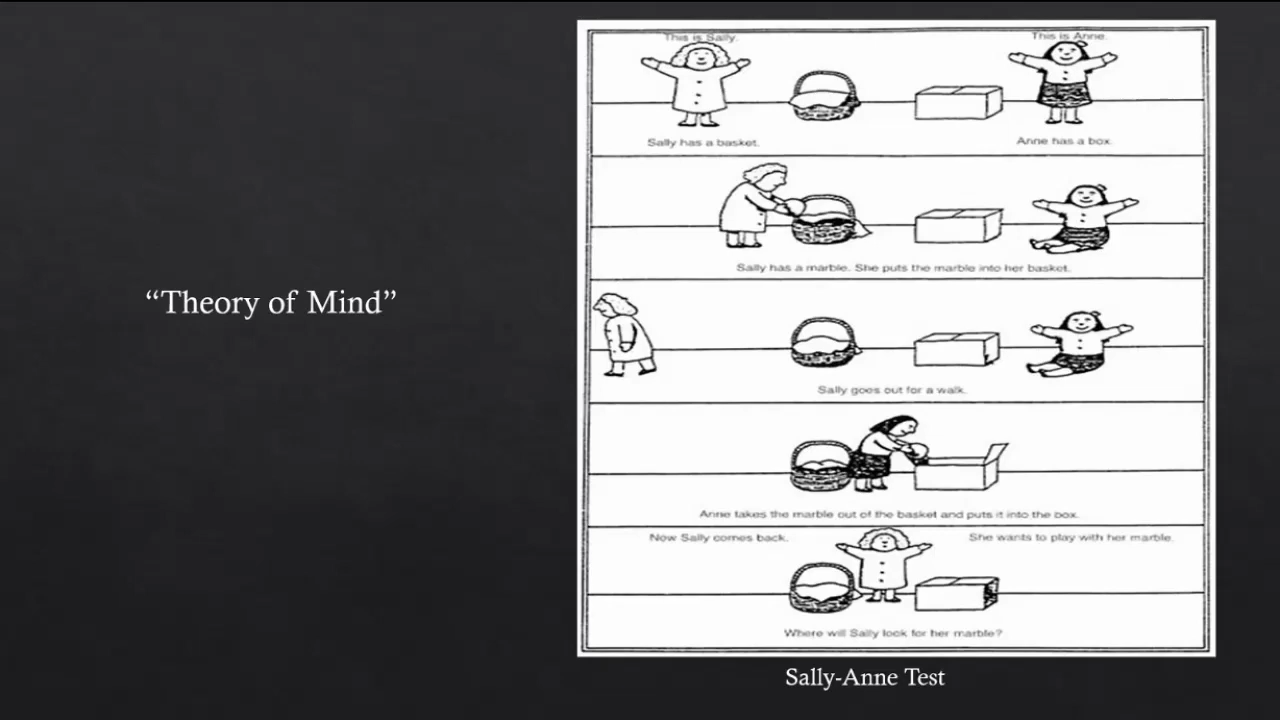 “Theory of Mind”
This is Sally.
This is Anne.
Sally has a basket.
Anne has a box.
Sally has a marble. She puts the marble into her basket.
Sally goes out for a walk.
Anne takes the marble out of the basket and puts it into the box.
Now Sally comes back.
She wants to play with her marble.
Where will Sally look for her marble?
Sally-Anne Test